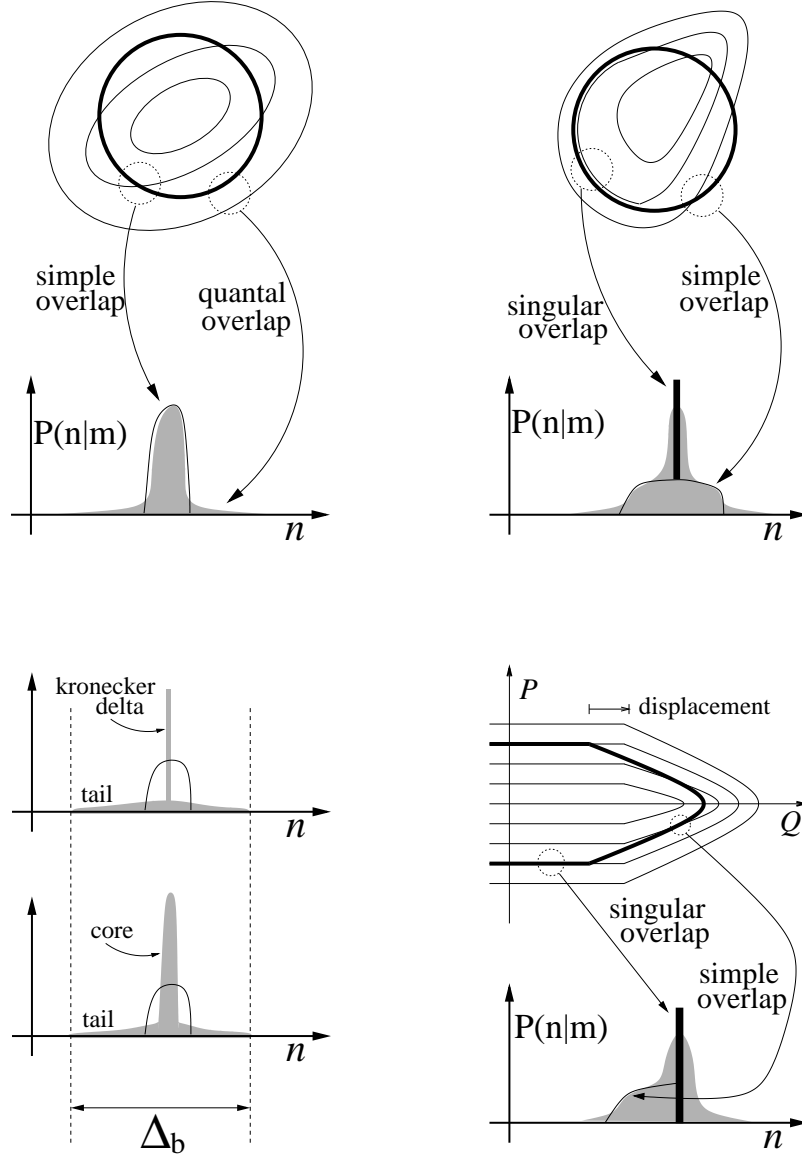 simple
overlap
quantal
overlap
P(n|m)
n
singular
overlap
simple
overlap
P(n|m)
n
kronecker
delta
tail
n
core
tail
n
Δb
P
displacement
Q
singular
overlap
simple
overlap
P(n|m)
n